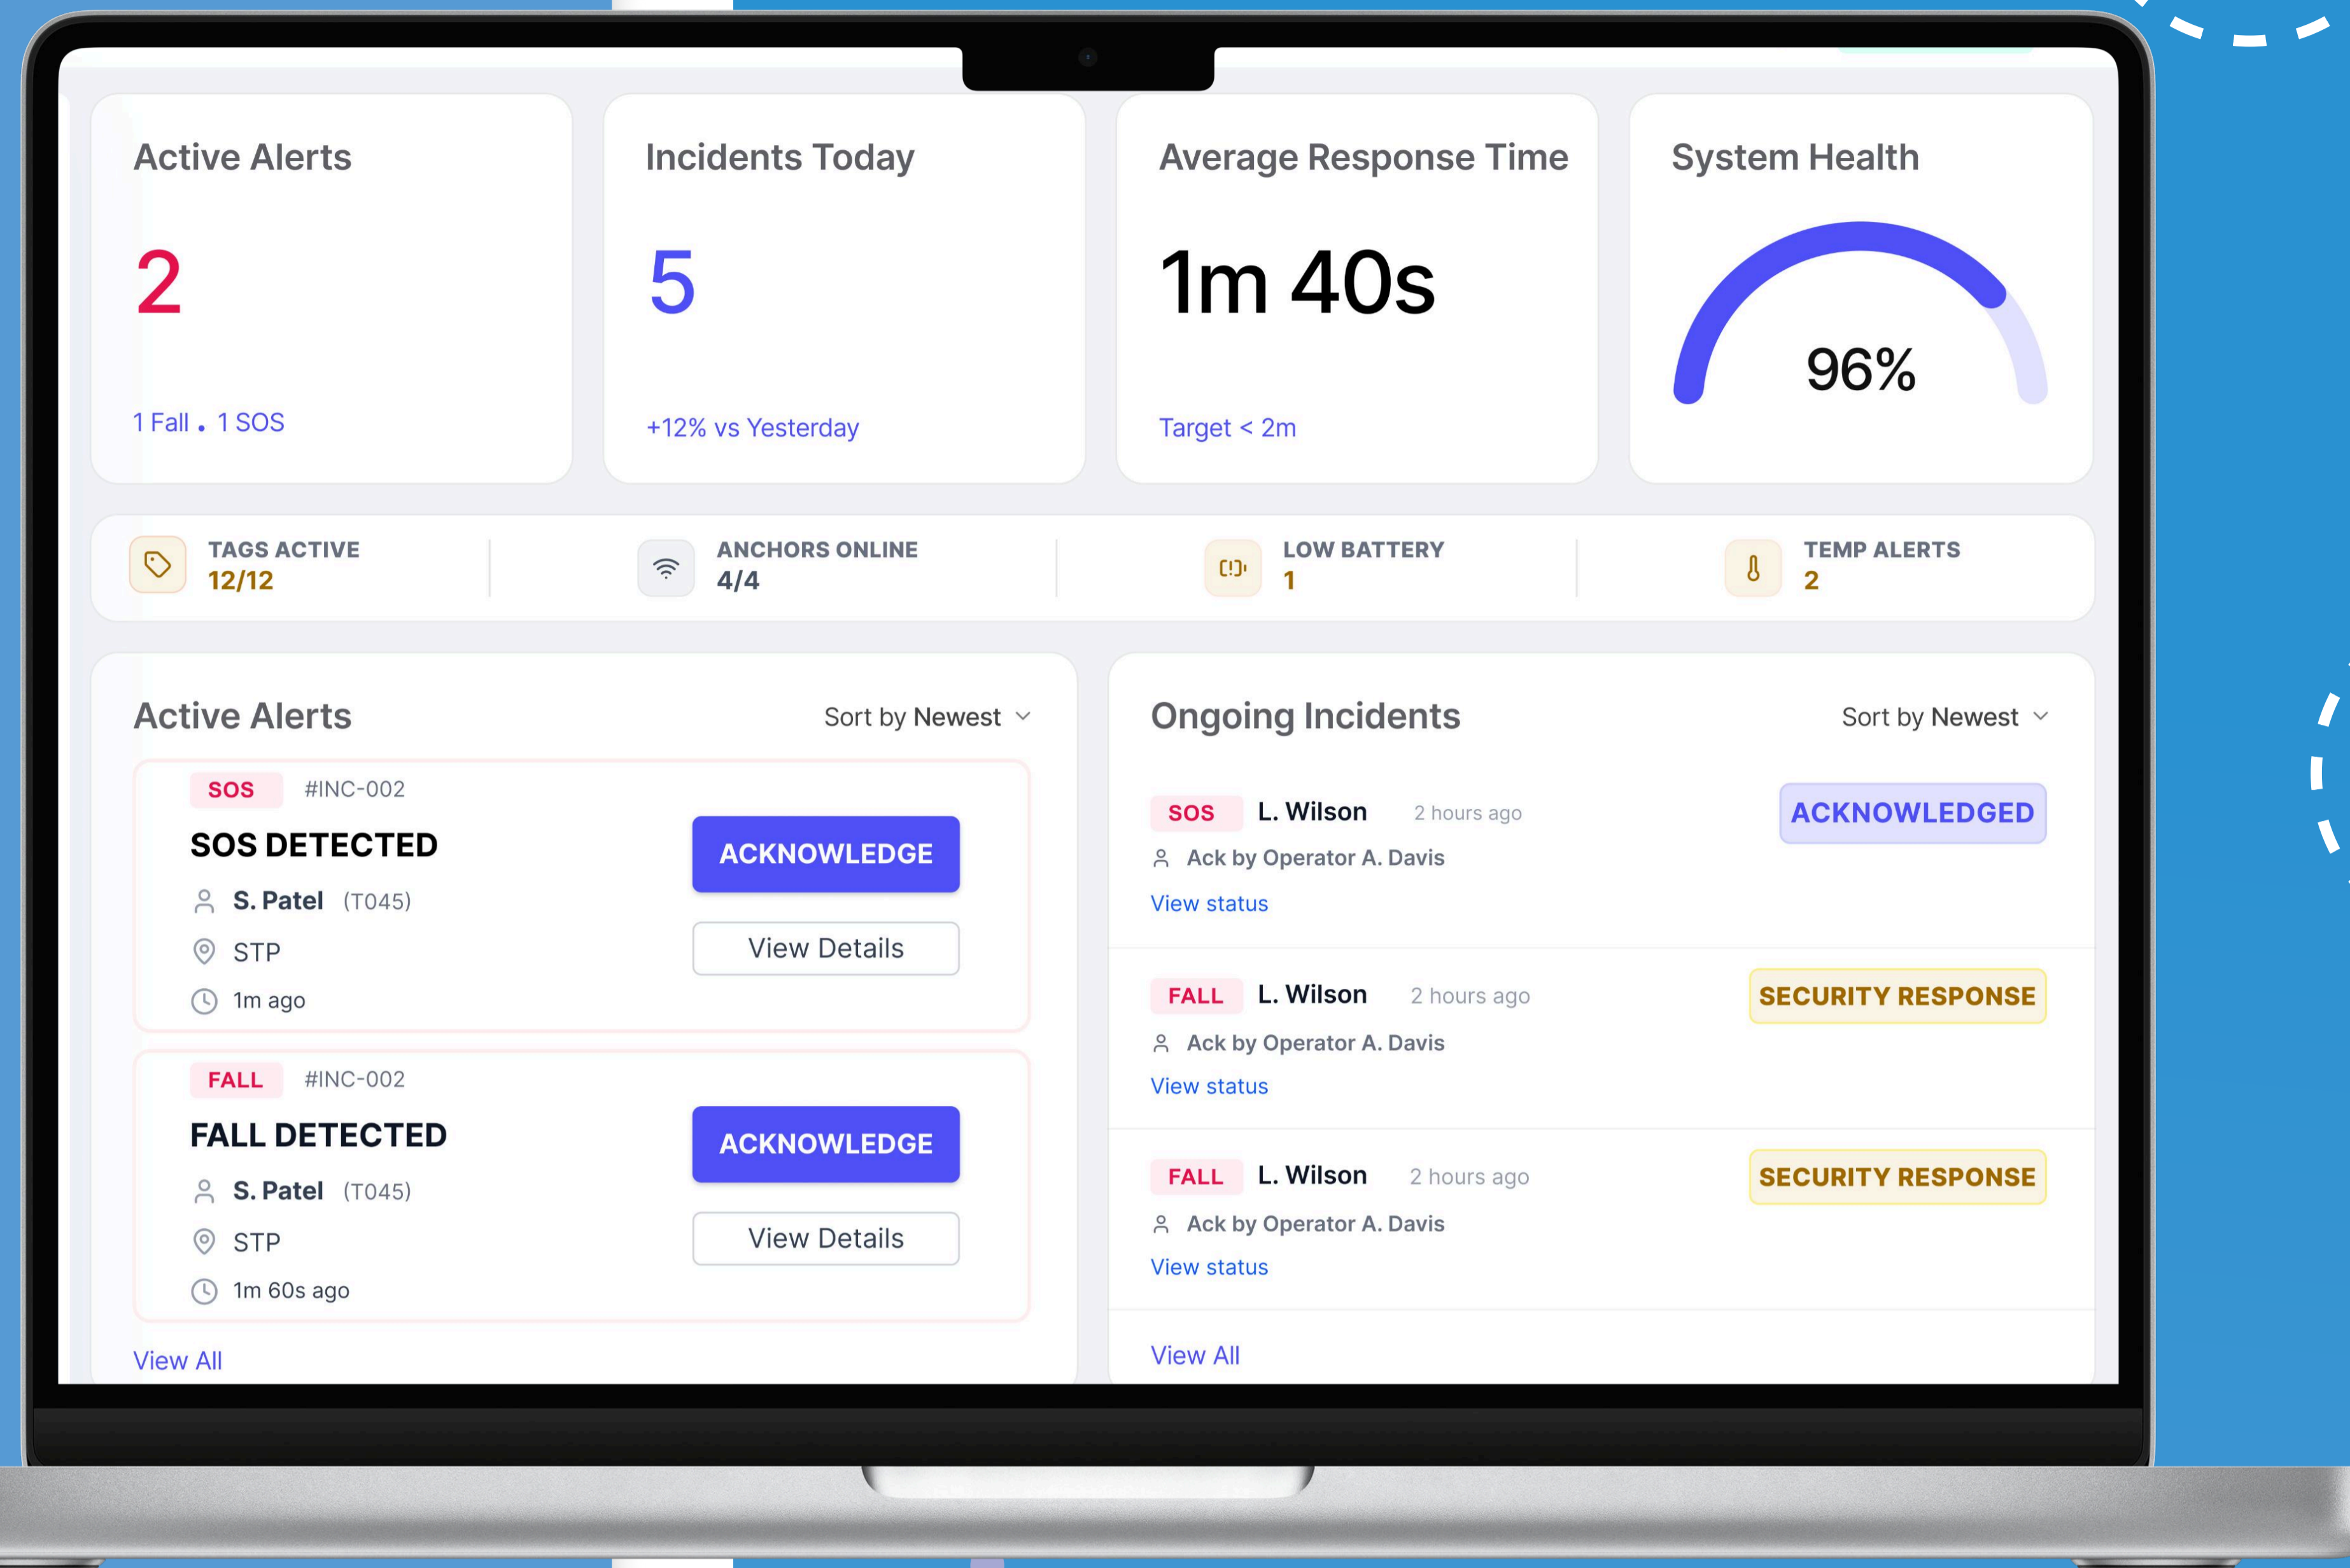 Active Alerts
2
1 Fall • 1 SOS
Incidents Today
5
+12% vs Yesterday
Average Response Time
1m 40s
Target < 2m
System Health
96%
TAGS ACTIVE
12/12
ANCHORS ONLINE
4/4
LOW BATTERY
1
TEMP ALERTS
2
Active Alerts
Sort by Newest
SOS #INC-002
SOS DETECTED
S. Patel (T045)
STP
1m ago
ACKNOWLEDGE
View Details
FALL #INC-002
FALL DETECTED
S. Patel (T045)
STP
1m 60s ago
ACKNOWLEDGE
View Details
View All
Ongoing Incidents
Sort by Newest
SOS L. Wilson 2 hours ago
ACKNOWLEDGED
Ack by Operator A. Davis
View status
FALL L. Wilson 2 hours ago
SECURITY RESPONSE
Ack by Operator A. Davis
View status
FALL L. Wilson 2 hours ago
SECURITY RESPONSE
Ack by Operator A. Davis
View status
View All